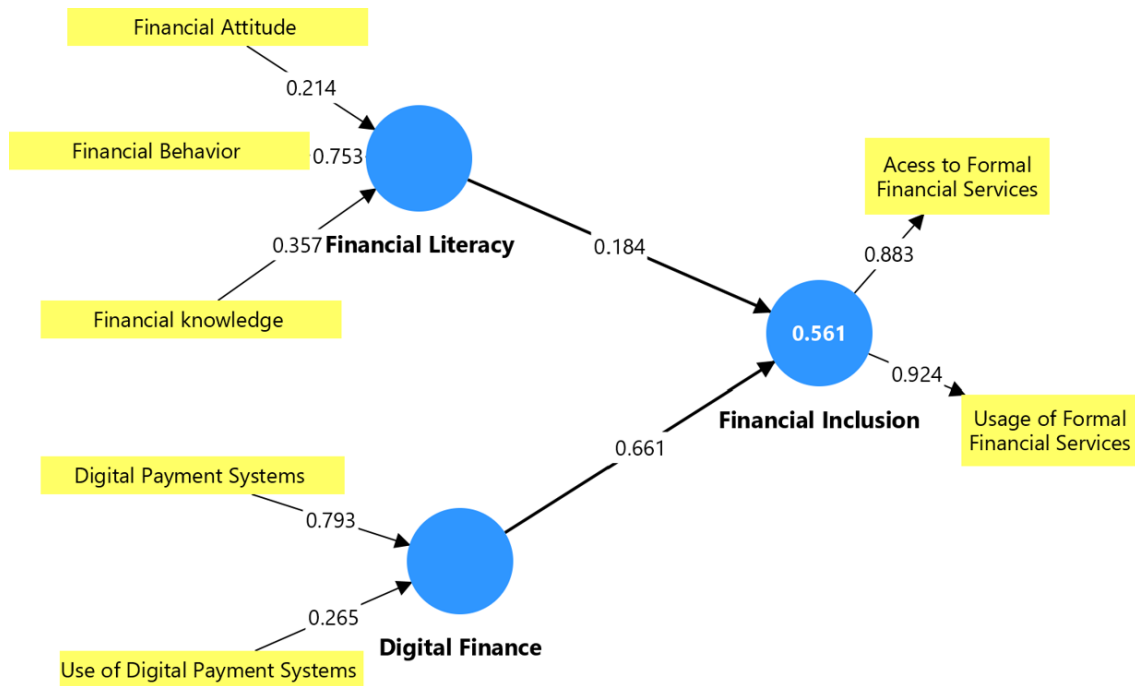 Financial Attitude
0.214
Financial Behavior
0.753
0.357
Financial Literacy
Financial knowledge
0.184
Acess to Formal
Financial Services
0.883
0.561
0.924
Financial Inclusion
Usage of Formal
Financial Services
0.661
Digital Payment Systems
0.793
0.265
Digital Finance
Use of Digital Payment Systems